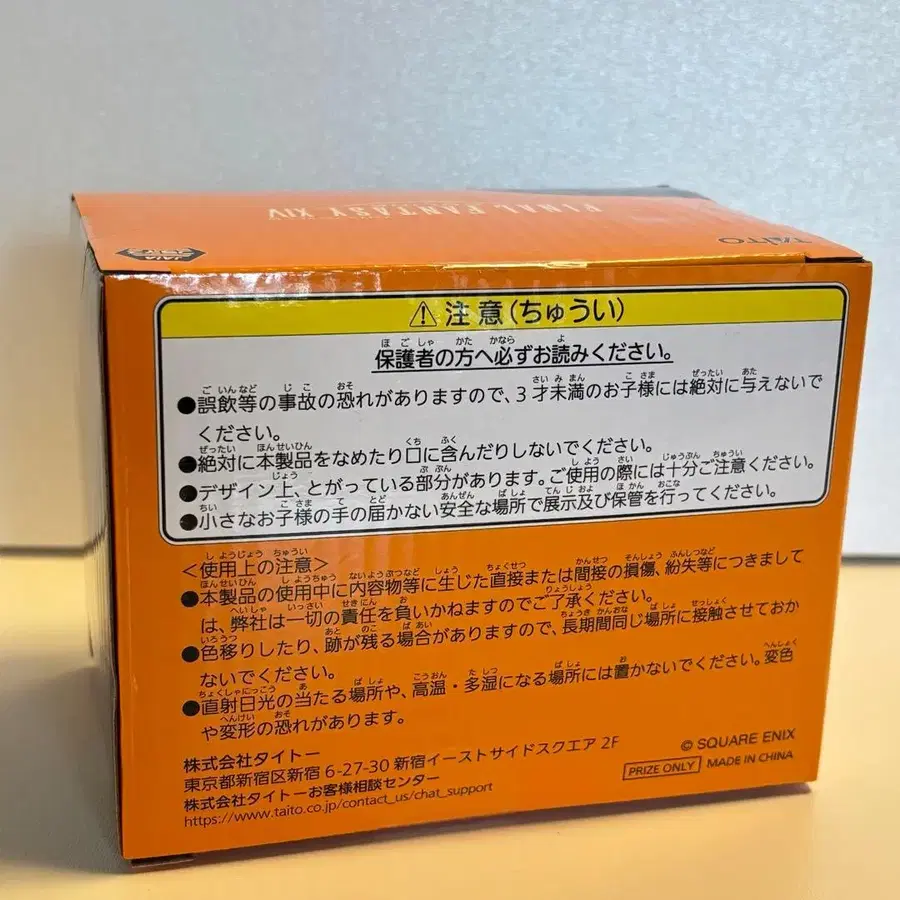 FINAL FANTASY XIV
TAITO
⚠注意(ちゅうい)
保護者の方へ必ずお読みください。
●誤飲等の事故の恐れがありますので、3才未満のお子様には絶対に与えないで
ください。
●絶対に本製品をなめたり口に含んだりしないでください。
●デザイン上、とがっている部分があります。ご使用の際には十分ご注意ください。
●小さなお子様の手の届かない安全な場所で展示及び保管を行ってください。
<使用上の注意>
●本製品の使用中に内容物等に生じた直接または間接の損傷、紛失等につきまして
は、弊社は一切の責任を負いかねますのでご了承ください。
●色移りしたり、跡が残る場合がありますので、長期間同じ場所に接触させておか
ないでください。
●直射日光の当たる場所や、高温・多湿になる場所には置かないでください。変色
や変形の恐れがあります。
株式会社タイトー
東京都新宿区新宿 6-27-30 新宿イーストサイドスクエア 2F
株式会社タイトーお客様相談センター
https://www.taito.co.jp/contact_us/chat_support
© SQUARE ENIX
PRIZE ONLY MADE IN CHINA